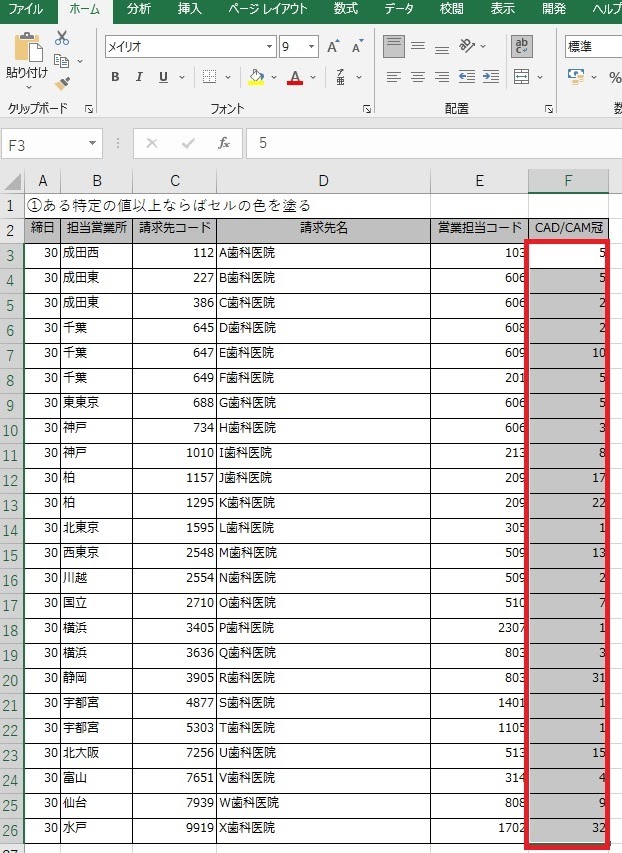 ファイル ホーム 分析 挿入 ページ レイアウト 数式 データ 校閲 表示 開発 ヘルプ
メイリオ 9 A A ab 標準
貼り付け B I U A 亜 %
クリップボード フォント 配置
F3 fx 5
A B C D E F
1 ①ある特定の値以上ならばセルの色を塗る
2 締日 担当営業所 請求先コード 請求先名 営業担当コード CAD/CAM冠
3 30 成田西 112 A歯科医院 103 5
4 30 成田東 227 B歯科医院 606 5
5 30 成田東 386 C歯科医院 606 2
6 30 千葉 645 D歯科医院 608 2
7 30 千葉 647 E歯科医院 609 10
8 30 千葉 649 F歯科医院 201 5
9 30 東東京 688 G歯科医院 606 5
10 30 神戸 734 H歯科医院 606 3
11 30 神戸 1010 I歯科医院 213 8
12 30 柏 1157 J歯科医院 209 17
13 30 柏 1295 K歯科医院 209 22
14 30 北東京 1595 L歯科医院 305 1
15 30 西東京 2548 M歯科医院 509 13
16 30 川越 2554 N歯科医院 509 2
17 30 国立 2710 O歯科医院 510 7
18 30 横浜 3405 P歯科医院 2307 1
19 30 横浜 3636 Q歯科医院 803 3
20 30 静岡 3905 R歯科医院 803 31
21 30 宇都宮 4877 S歯科医院 1401 1
22 30 宇都宮 5303 T歯科医院 1105 1
23 30 北大阪 7256 U歯科医院 513 15
24 30 富山 7651 V歯科医院 314 4
25 30 仙台 7939 W歯科医院 808 9
26 30 水戸 9919 X歯科医院 1702 32